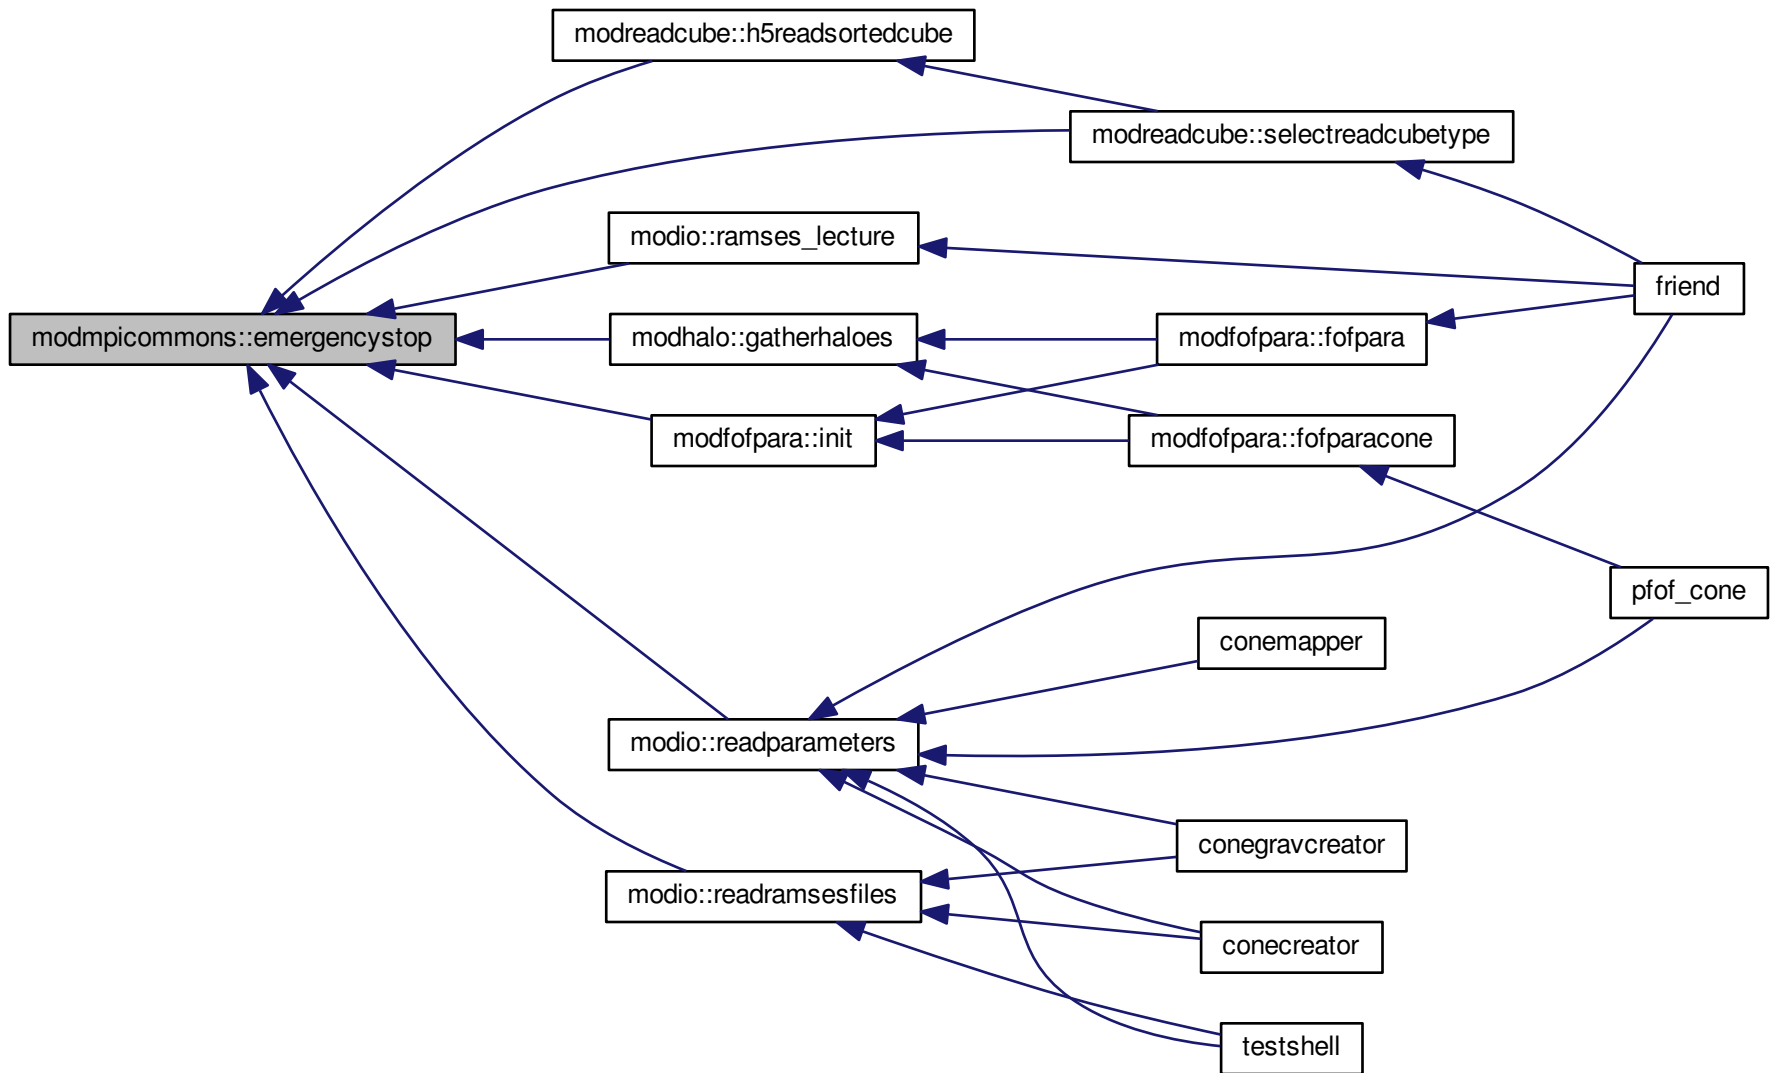 modreadcube::h5readsortedcube
modreadcube::selectreadcubetype
modio::ramses_lecture
friend
modmpicommons::emergencystop
modhalo::gatherhaloes
modfofpara::fofpara
modfofpara::init
modfofpara::fofparacone
pfof_cone
conemapper
modio::readparameters
conegravcreator
modio::readramsesfiles
conecreator
testshell